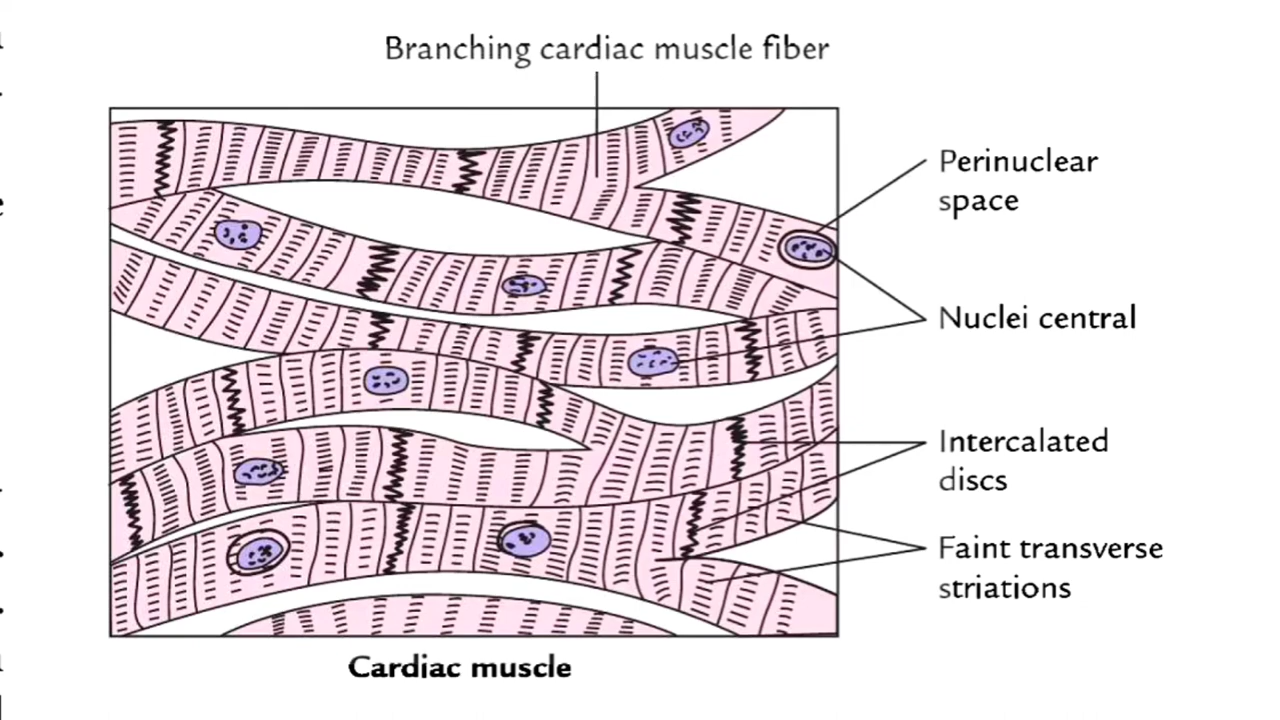 Branching cardiac muscle fiber
Perinuclear
space
Nuclei central
Intercalated
discs
Faint transverse
striations
Cardiac muscle